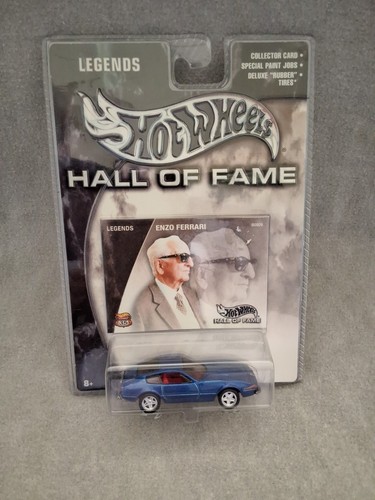 LEGENDS
COLLECTOR CARD •
SPECIAL PAINT JOBS •
DELUXE "RUBBER" •
TIRES*
HOT WHEELS
HALL OF FAME
LEGENDS
ENZO FERRARI
35
HOT WHEELS
HALL OF FAME
8+